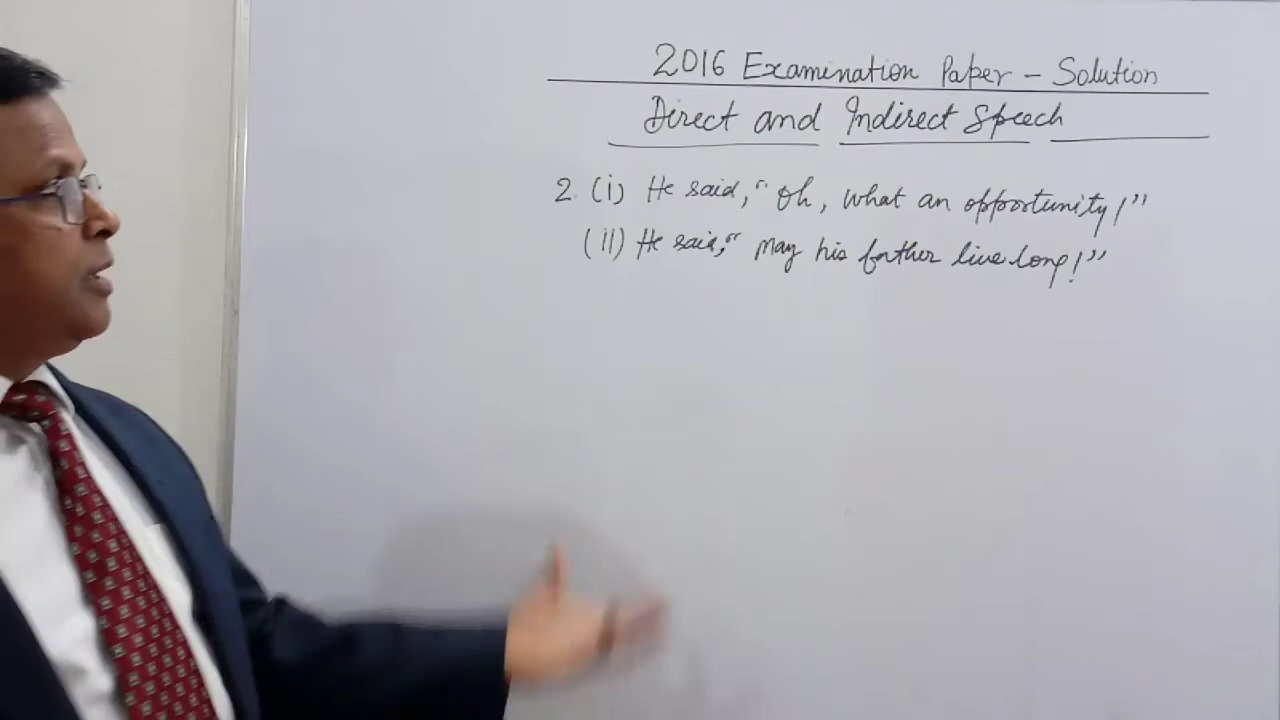 2016 Examination Paper - Solution
Direct and Indirect Speech
2. (i) He said, "Oh, what an opportunity!"
(ii) He said, "May his father live long!"